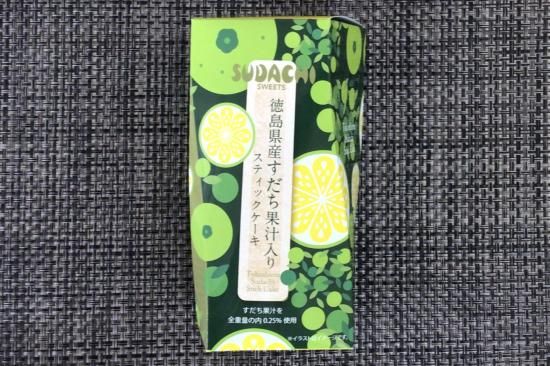 SUDACHI
SWEETS
徳島県産すだち果汁入り
スティックケーキ
Tokushima
Sudachi
Stick Cake
すだち果汁を
全重量の内 0.25% 使用
※イラストはイメージです。